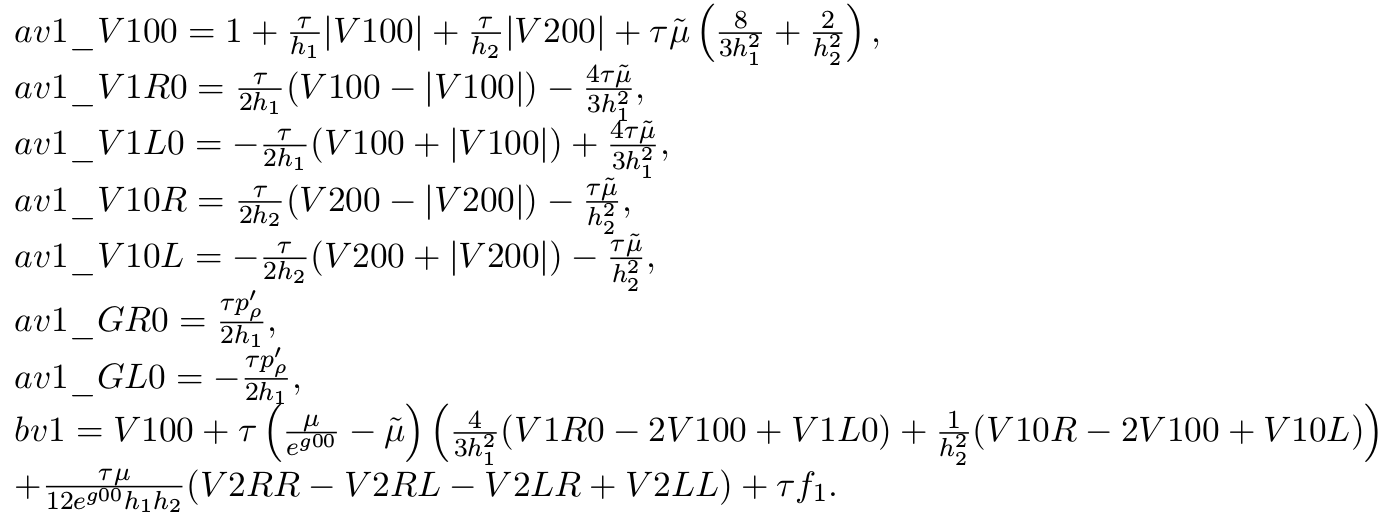 $av1\_V100 = 1 + \frac{\tau}{h_1}|V100| + \frac{\tau}{h_2}|V200| + \tau\tilde{\mu}\left(\frac{8}{3h_1^2} + \frac{2}{h_2^2}\right),$
$av1\_V1R0 = \frac{\tau}{2h_1}(V100 - |V100|) - \frac{4\tau\tilde{\mu}}{3h_1^2},$
$av1\_V1L0 = -\frac{\tau}{2h_1}(V100 + |V100|) + \frac{4\tau\tilde{\mu}}{3h_1^2},$
$av1\_V10R = \frac{\tau}{2h_2}(V200 - |V200|) - \frac{\tau\tilde{\mu}}{h_2^2},$
$av1\_V10L = -\frac{\tau}{2h_2}(V200 + |V200|) - \frac{\tau\tilde{\mu}}{h_2^2},$
$av1\_GR0 = \frac{\tau p'_\rho}{2h_1},$
$av1\_GL0 = -\frac{\tau p'_\rho}{2h_1},$
$bv1 = V100 + \tau\left(\frac{\mu}{e^{g00}} - \tilde{\mu}\right)\left(\frac{4}{3h_1^2}(V1R0 - 2V100 + V1L0) + \frac{1}{h_2^2}(V10R - 2V100 + V10L)\right)$
$+ \frac{\tau\mu}{12e^{g00}h_1h_2}(V2RR - V2RL - V2LR + V2LL) + \tau f_1.$